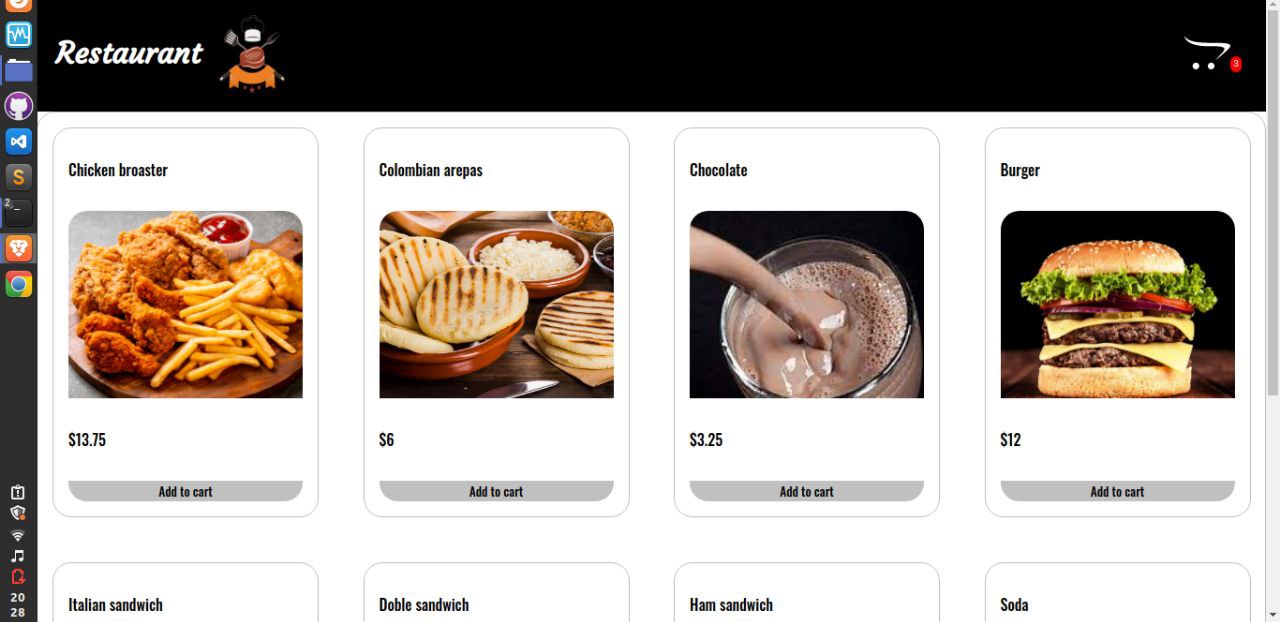 Restaurant
3
Chicken broaster
Colombian arepas
Chocolate
Burger
$13.75
$6
$3.25
$12
Add to cart
Add to cart
Add to cart
Add to cart
Italian sandwich
Doble sandwich
Ham sandwich
Soda
S
2
20
28